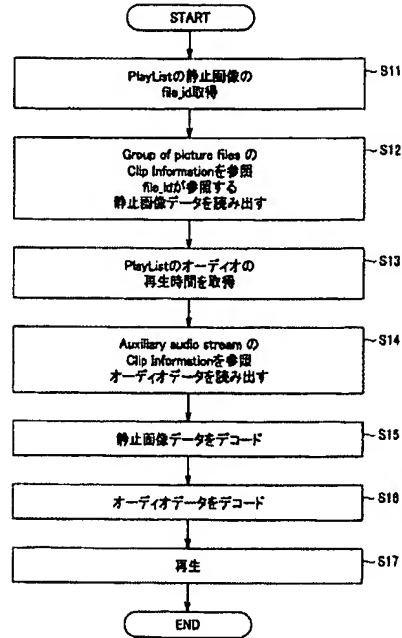 START
PlayListの静止画像の
file_id取得
S11
Group of picture files の
Clip Informationを参照
file_idが参照する
静止画像データを読み出す
S12
PlayListのオーディオの
再生時間を取得
S13
Auxiliary audio stream の
Clip Informationを参照
オーディオデータを読み出す
S14
静止画像データをデコード
S15
オーディオデータをデコード
S16
再生
S17
END